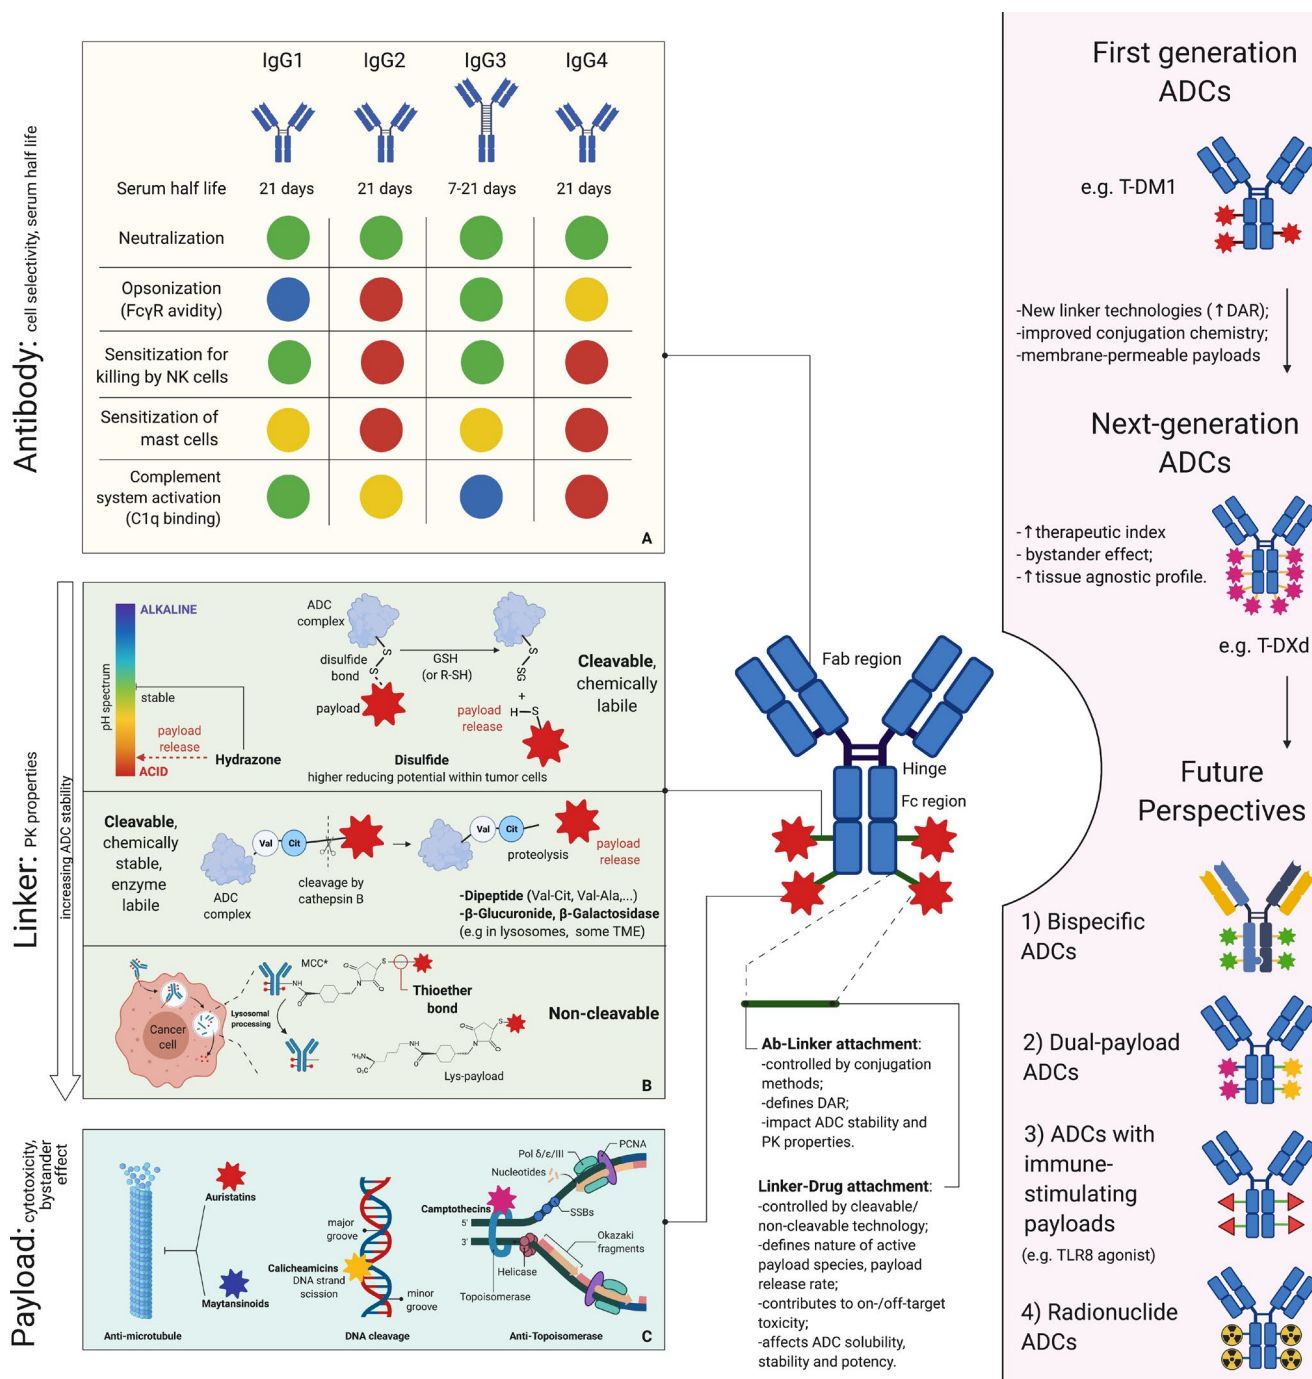 Antibody: cell selectivity, serum half life
IgG1
IgG2
IgG3
IgG4
Serum half life
21 days
21 days
7-21 days
21 days
Neutralization
Opsonization
(FcγR avidity)
Sensitization for
killing by NK cells
Sensitization of
mast cells
Complement
system activation
(C1q binding)
A
Linker: PK properties
increasing ADC stability
pH spectrum
ALKALINE
stable
payload
release
ACID
Hydrazone
ADC
complex
disulfide
bond
payload
S
S
GSH
(or R-SH)
S
SG
+
H
S
payload
release
Disulfide
higher reducing potential within tumor cells
Cleavable,
chemically
labile
Cleavable,
chemically
stable,
enzyme
labile
ADC
complex
Val
Cit
cleavage by
cathepsin B
Val
Cit
proteolysis
payload
release
-Dipeptide (Val-Cit, Val-Ala,...)
-β-Glucuronide, β-Galactosidase
(e.g in lysosomes, some TME)
Cancer
cell
Lysosomal
processing
MCC*
NH
O
N
O
O
S
Thioether
bond
Non-cleavable
⁺H₃N
O₂C
NH
O
N
O
O
S
Lys-payload
B
Payload: cytotoxicity,
bystander
effect
Auristatins
Maytansinoids
Anti-microtubule
major
groove
Calicheamicins
DNA strand
scission
minor
groove
DNA cleavage
Pol δ/ε/III
PCNA
Nucleotides
Camptothecins
SSBs
5'
3'
Okazaki
fragments
Helicase
Topoisomerase
Anti-Topoisomerase
C
Fab region
Hinge
Fc region
Ab-Linker attachment:
-controlled by conjugation
methods;
-defines DAR;
-impact ADC stability and
PK properties.
Linker-Drug attachment:
-controlled by cleavable/
non-cleavable technology;
-defines nature of active
payload species, payload
release rate;
-contributes to on-/off-target
toxicity;
-affects ADC solubility,
stability and potency.
First generation
ADCs
e.g. T-DM1
-New linker technologies (↑DAR);
-improved conjugation chemistry;
-membrane-permeable payloads
Next-generation
ADCs
-↑therapeutic index
- bystander effect;
-↑tissue agnostic profile.
e.g. T-DXd
Future
Perspectives
1) Bispecific
ADCs
2) Dual-payload
ADCs
3) ADCs with
immune-
stimulating
payloads
(e.g. TLR8 agonist)
4) Radionuclide
ADCs